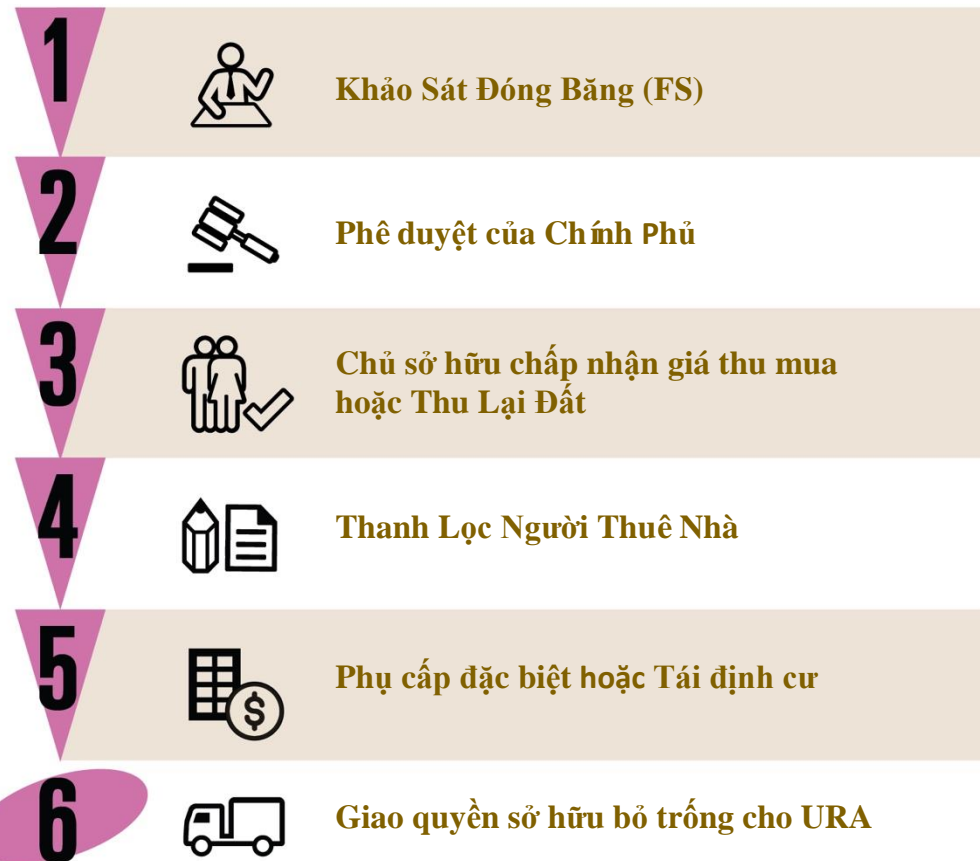 1
Khảo Sát Đóng Băng (FS)
2
Phê duyệt của Chính Phủ
3
Chủ sở hữu chấp nhận giá thu mua
hoặc Thu Lại Đất
4
Thanh Lọc Người Thuê Nhà
5
Phụ cấp đặc biệt hoặc Tái định cư
$
6
Giao quyền sở hữu bỏ trống cho URA